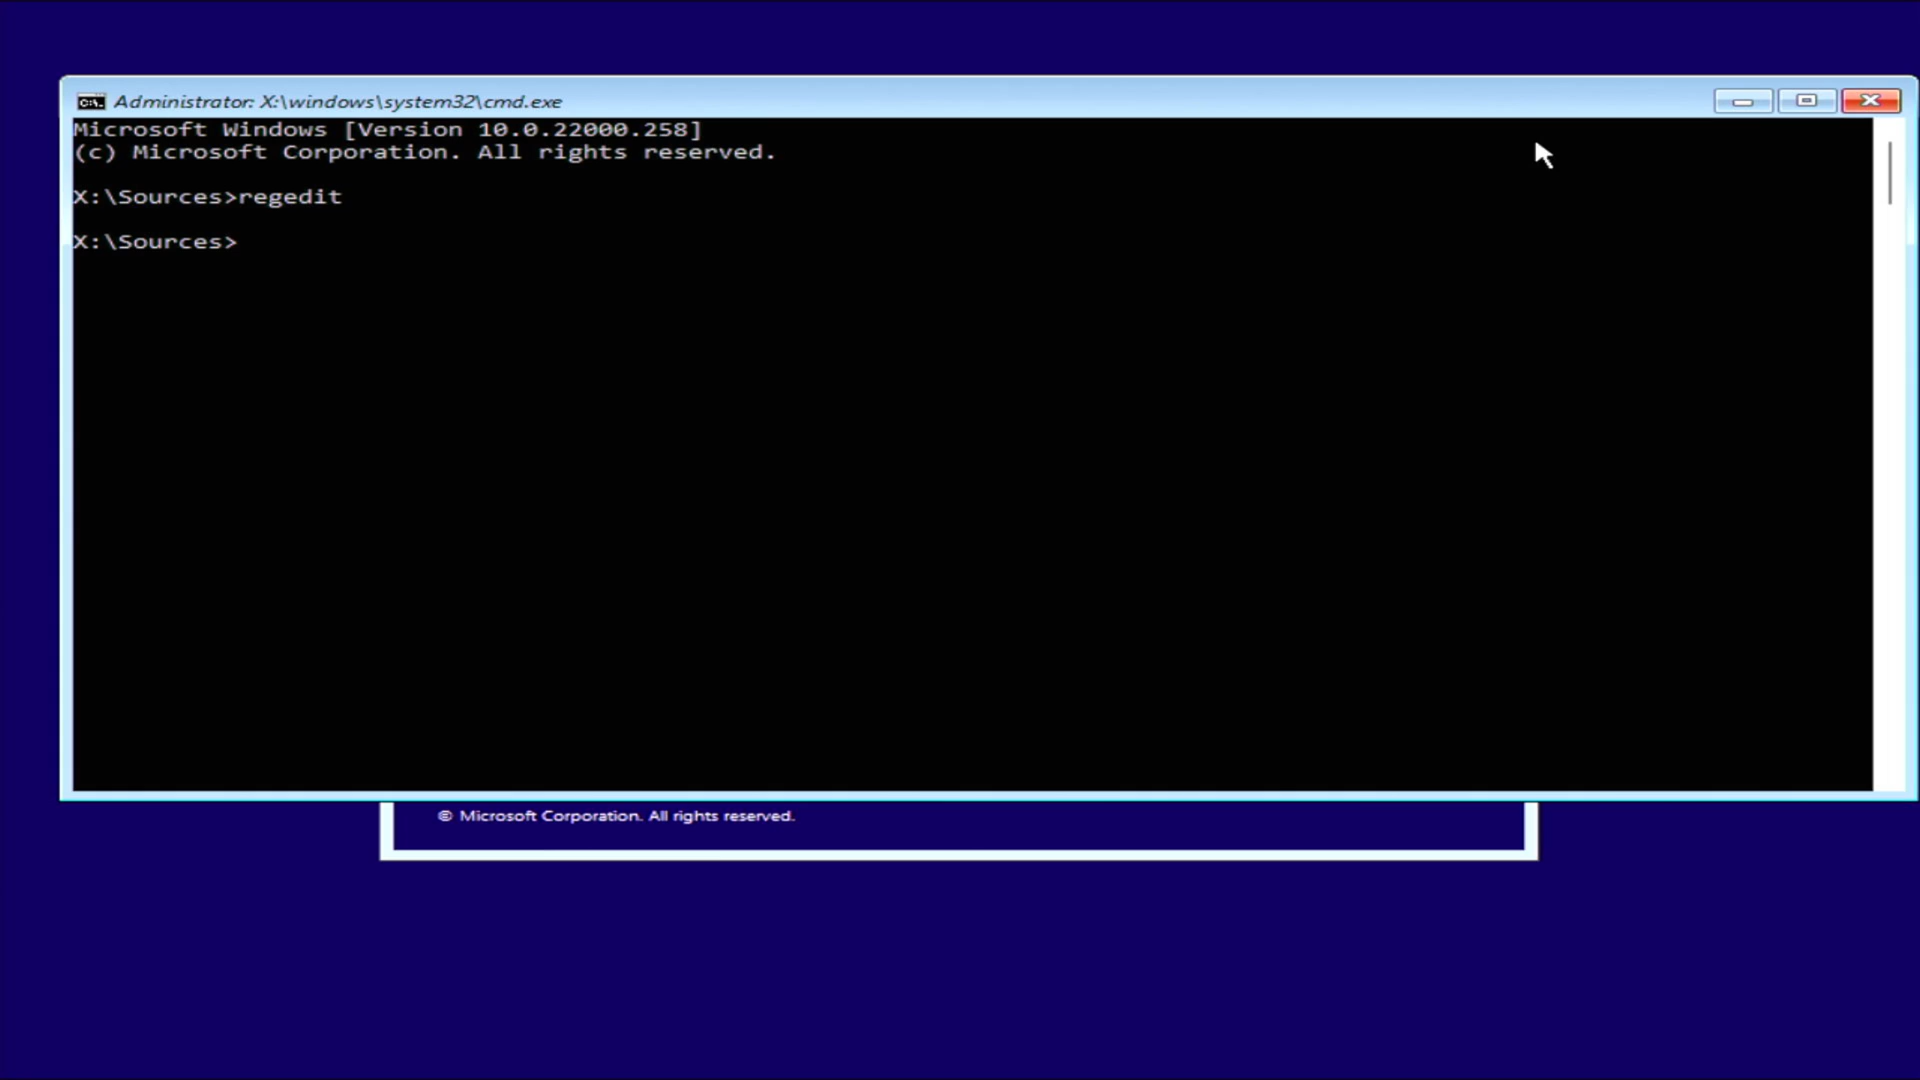 Administrator: X:\windows\system32\cmd.exe
Microsoft Windows [Version 10.0.22000.258]
(c) Microsoft Corporation. All rights reserved.
X:\Sources>regedit
X:\Sources>
© Microsoft Corporation. All rights reserved.